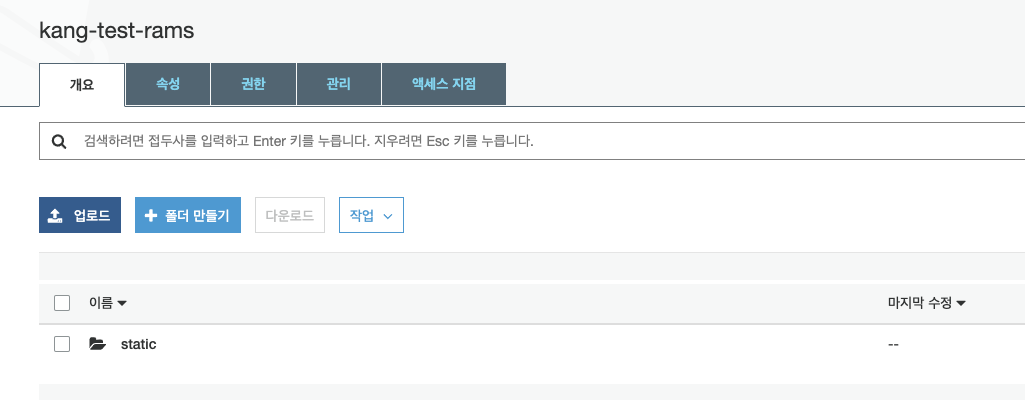 kang-test-rams
개요 속성 권한 관리 액세스 지점
검색하려면 접두사를 입력하고 Enter 키를 누릅니다. 지우려면 Esc 키를 누릅니다.
업로드 폴더 만들기 다운로드 작업
이름 마지막 수정
static --